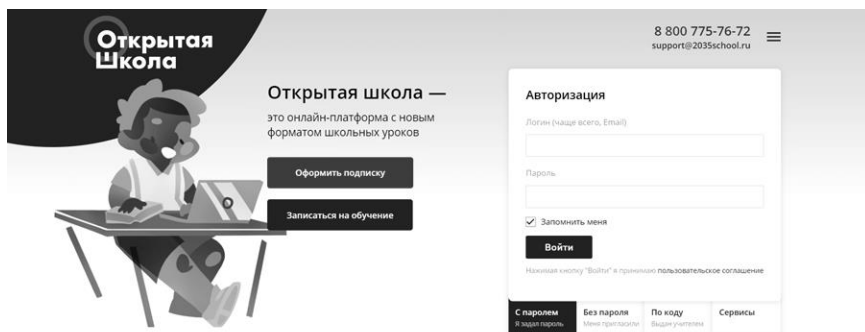 Открытая
Школа
8 800 775-76-72
support@2035school.ru
Открытая школа —
это онлайн-платформа с новым
форматом школьных уроков
Оформить подписку
Записаться на обучение
Авторизация
Логин (чаще всего, Email)
Пароль
Запомнить меня
Войти
Нажимая кнопку "Войти" я принимаю пользовательское соглашение
С паролем
Я задал пароль
Без пароля
Меня пригласили
По коду
Выдан учителем
Сервисы